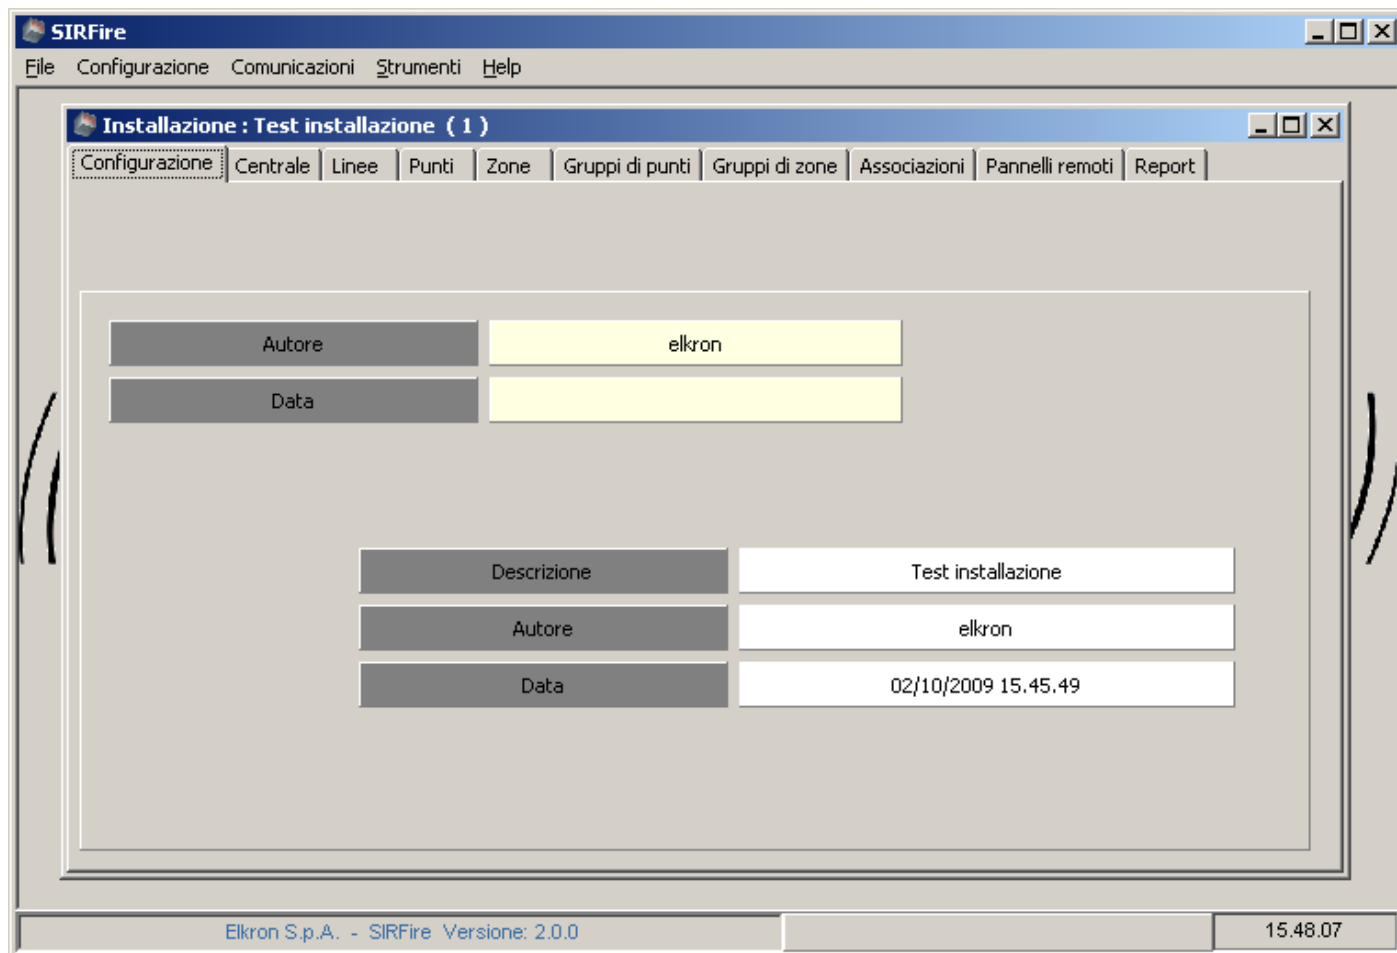 SIRFire
File Configurazione Comunicazioni Strumenti Help
Installazione : Test installazione ( 1 )
Configurazione Centrale Linee Punti Zone Gruppi di punti Gruppi di zone Associazioni Pannelli remoti Report
Autore elkron
Data
Descrizione Test installazione
Autore elkron
Data 02/10/2009 15.45.49
Elkron S.p.A. - SIRFire Versione: 2.0.0 15.48.07